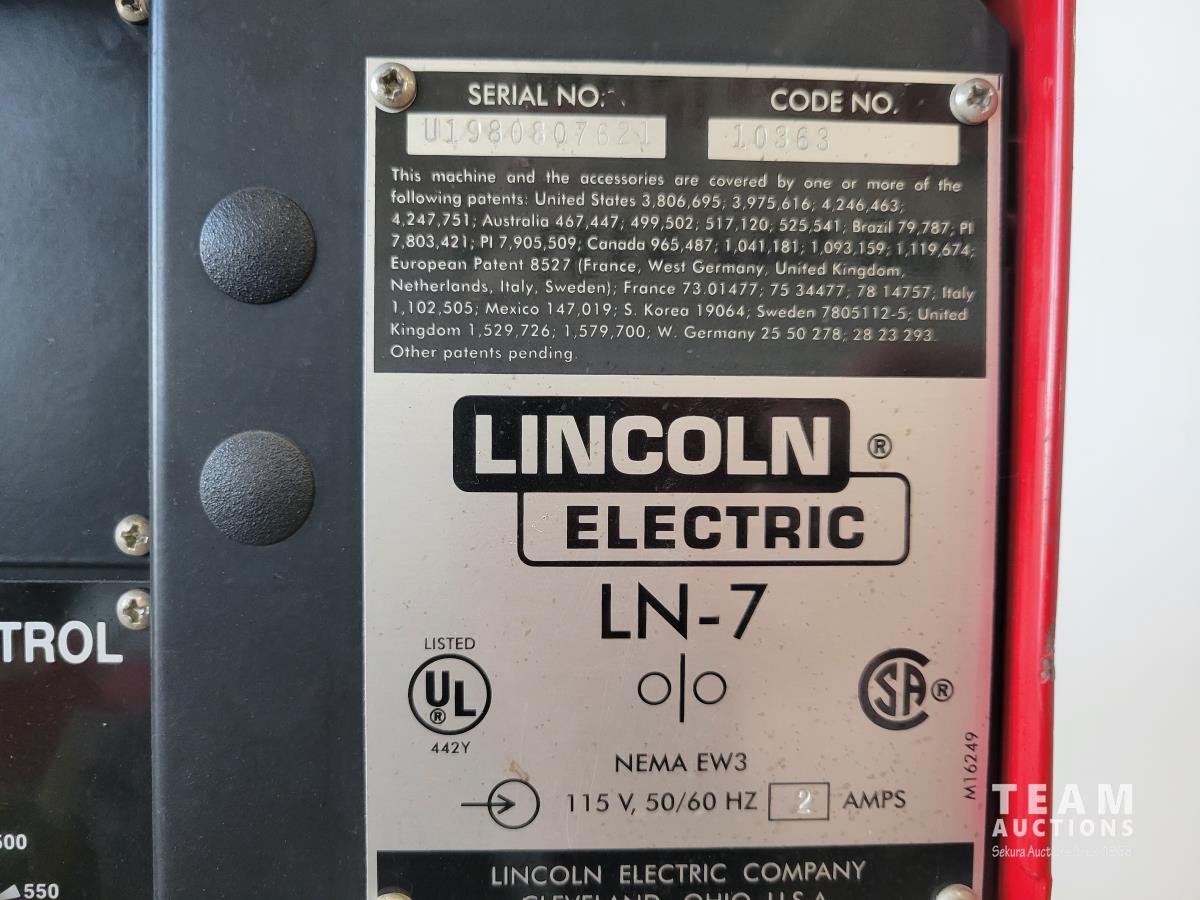 SERIAL NO.
CODE NO.
U1980807621
10363
This machine and the accessories are covered by one or more of the
following patents: United States 3,806,695; 3,975,616; 4,246,463;
4,247,751; Australia 467,447; 499,502; 517,120; 525,541; Brazil 79,787; PI
7,803,421; PI 7,905,509; Canada 965,487; 1,041,181; 1,093,159; 1,119,674;
European Patent 8527 (France, West Germany, United Kingdom,
Netherlands, Italy, Sweden); France 73.01477; 75 34477; 78 14757; Italy
1,102,505; Mexico 147,019; S. Korea 19064; Sweden 7805112-5; United
Kingdom 1,529,726; 1,579,700; W. Germany 25 50 278; 28 23 293.
Other patents pending.
LINCOLN ®
ELECTRIC
LN-7
TROL
LISTED
UL ®
442Y
SA ®
NEMA EW3
115 V, 50/60 HZ 2 AMPS
M16249
500
550
LINCOLN ELECTRIC COMPANY
CLEVELAND, OHIO U.S.A.
TEAM
AUCTIONS
Sekura Auctions Since 1966